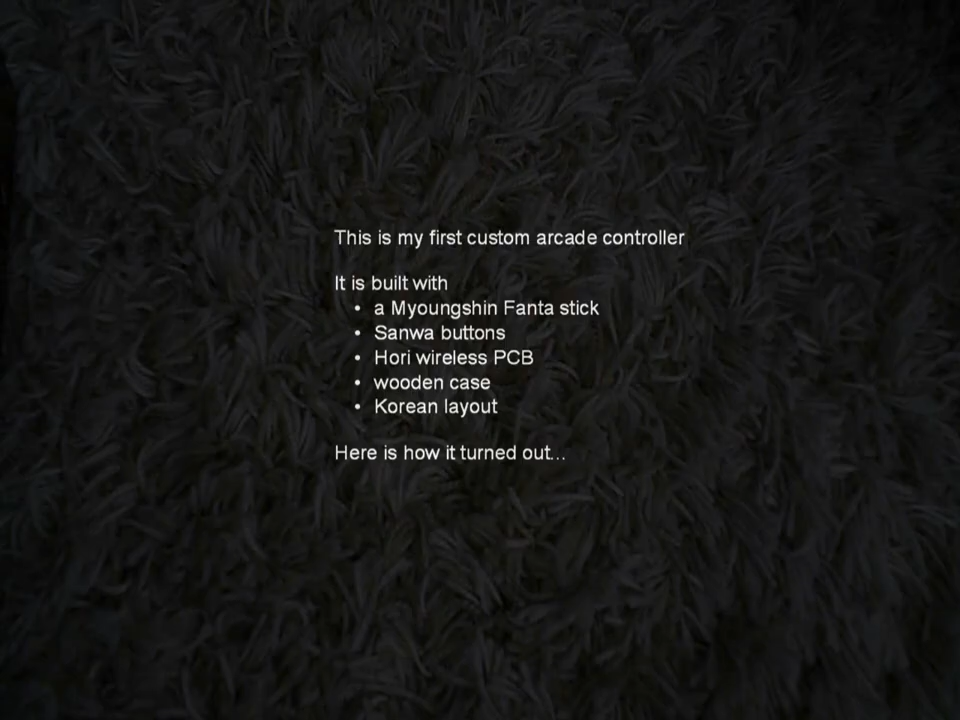 This is my first custom arcade controller
It is built with
• a Myoungshin Fanta stick
• Sanwa buttons
• Hori wireless PCB
• wooden case
• Korean layout
Here is how it turned out...